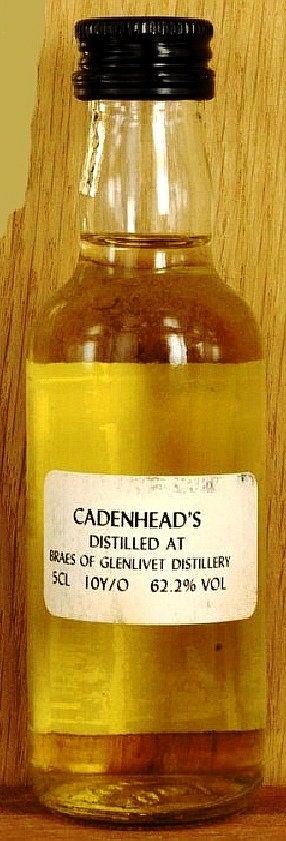 CADENHEAD'S
DISTILLED AT
BRAES OF GLENLIVET DISTILLERY
5CL 10Y/O 62.2% VOL